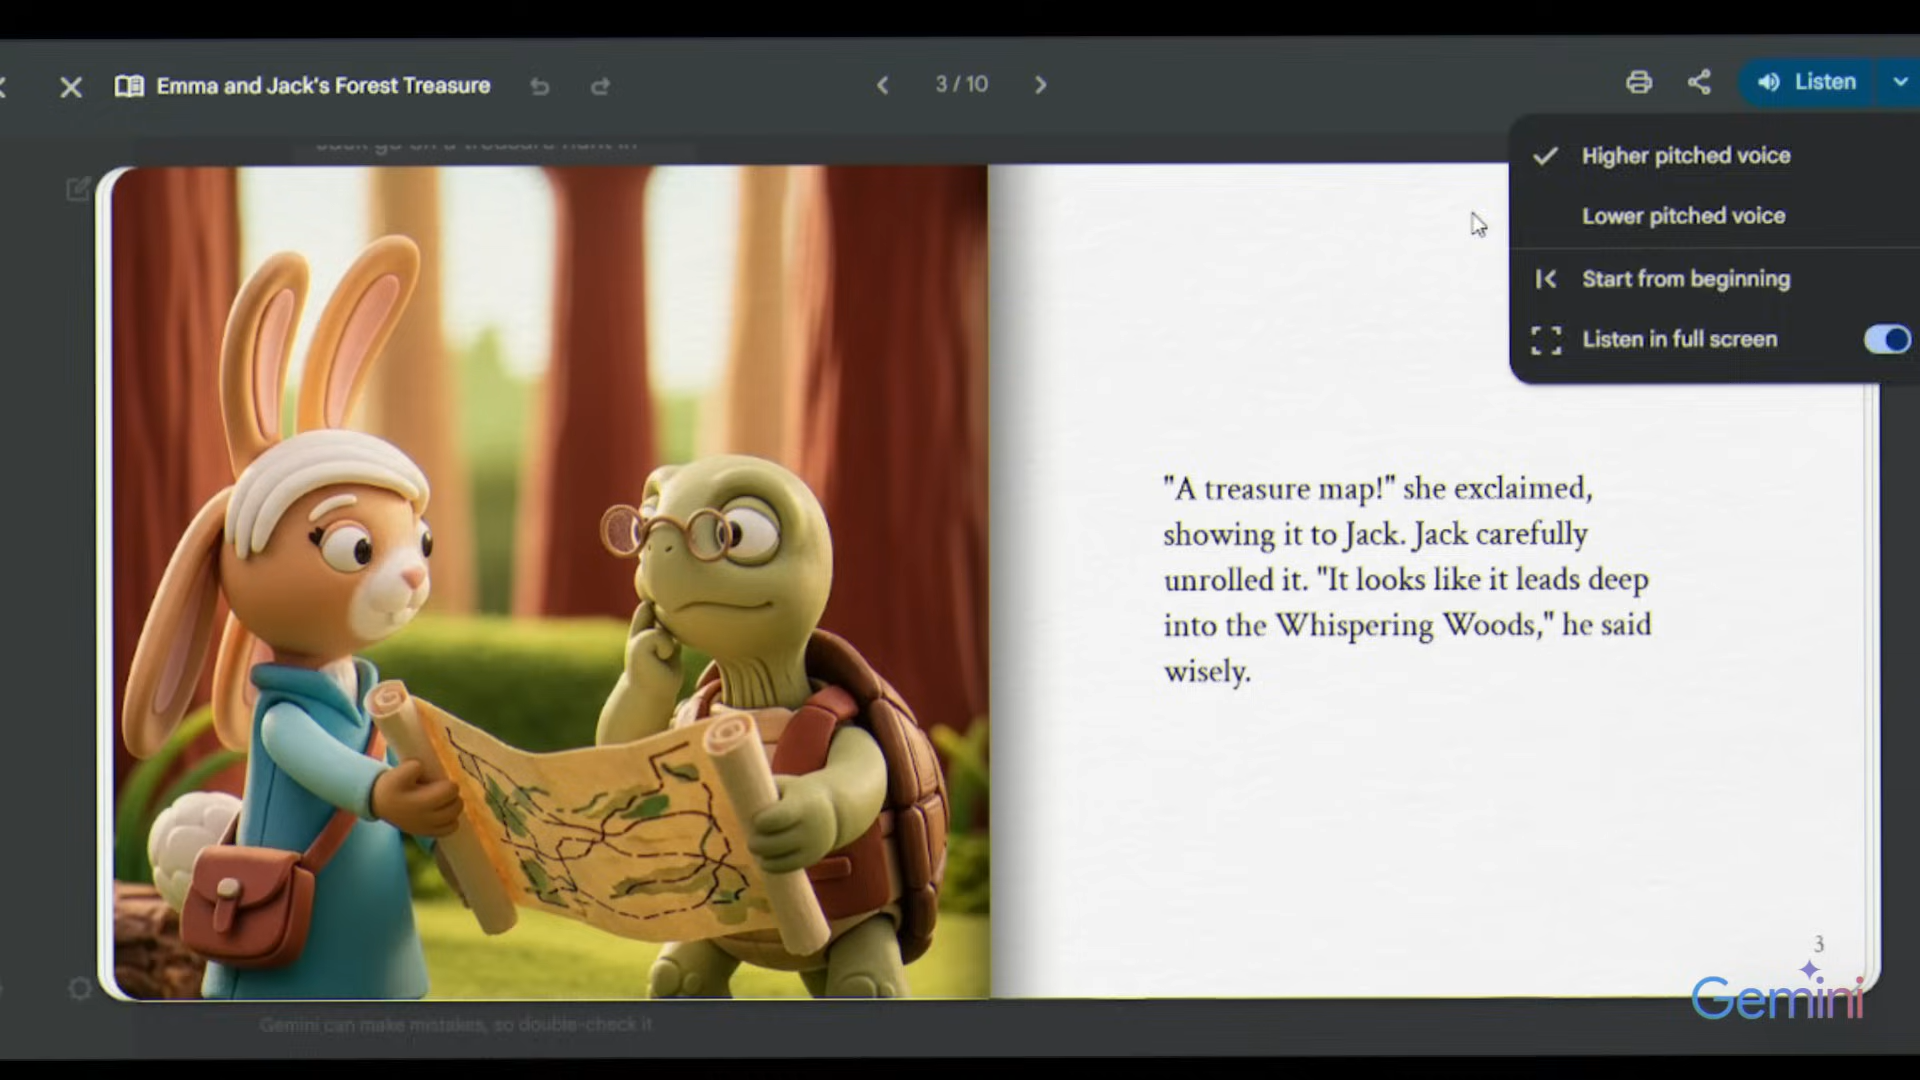 Emma and Jack's Forest Treasure
3 / 10
Listen
Higher pitched voice
Lower pitched voice
Start from beginning
Listen in full screen
"A treasure map!" she exclaimed,
showing it to Jack. Jack carefully
unrolled it. "It looks like it leads deep
into the Whispering Woods," he said
wisely.
3
Gemini
Gemini can make mistakes, so double-check it